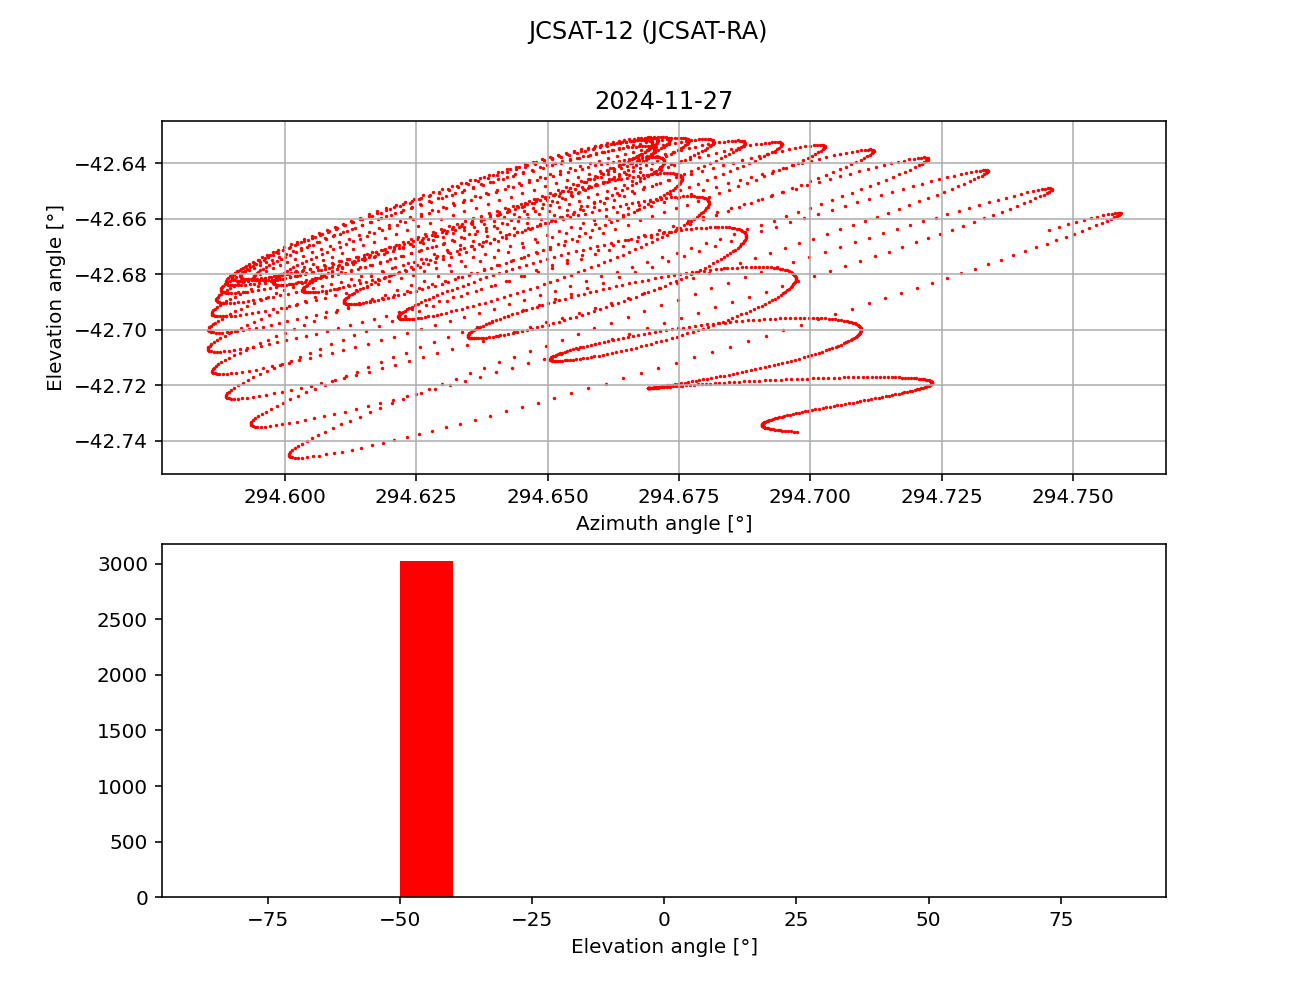 JCSAT-12 (JCSAT-RA)
2024-11-27
−42.64
−42.66
−42.68
−42.70
−42.72
−42.74
Elevation angle [°]
294.600 294.625 294.650 294.675 294.700 294.725 294.750
Azimuth angle [°]
3000
2500
2000
1500
1000
500
0
−75 −50 −25 0 25 50 75
Elevation angle [°]